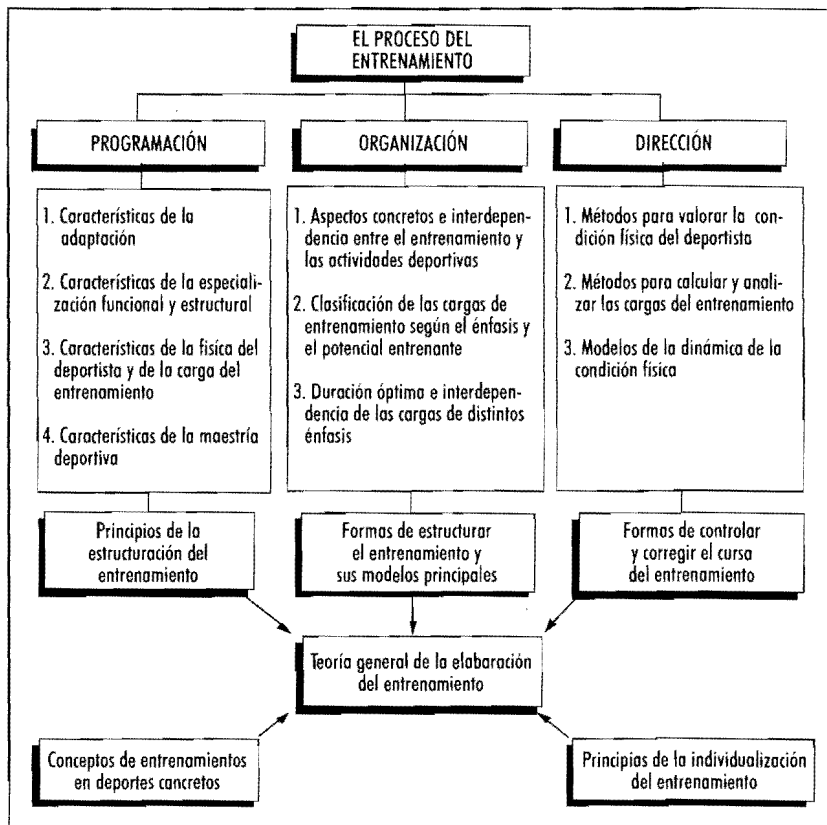 EL PROCESO DEL
ENTRENAMIENTO
PROGRAMACIÓN
ORGANIZACIÓN
DIRECCIÓN
1. Características de la
adaptación
2. Características de la especiali-
zación funcional y estructural
3. Características de la física del
deportista y de la carga del
entrenamiento
4. Características de la maestría
deportiva
1. Aspectos concretos e interdepen-
dencia entre el entrenamiento y
las actividades deportivas
2. Clasificación de las cargas de
entrenamiento según el énfasis y
el potencial entrenante
3. Duración óptima e interdepen-
dencia de las cargas de distintos
énfasis
1. Métodos para valorar la con-
dición física del deportista
2. Métodos para calcular y anali-
zar las cargas del entrenamiento
3. Modelos de la dinámica de la
condición física
Principios de la
estructuración del
entrenamiento
Formas de estructurar
el entrenamiento y
sus modelos principales
Formas de controlar
y corregir el cursa
del entrenamiento
Teoría general de la elabaración
del entrenamiento
Conceptos de entrenamientos
en deportes cancretos
Principias de la individualización
del entrenamiento